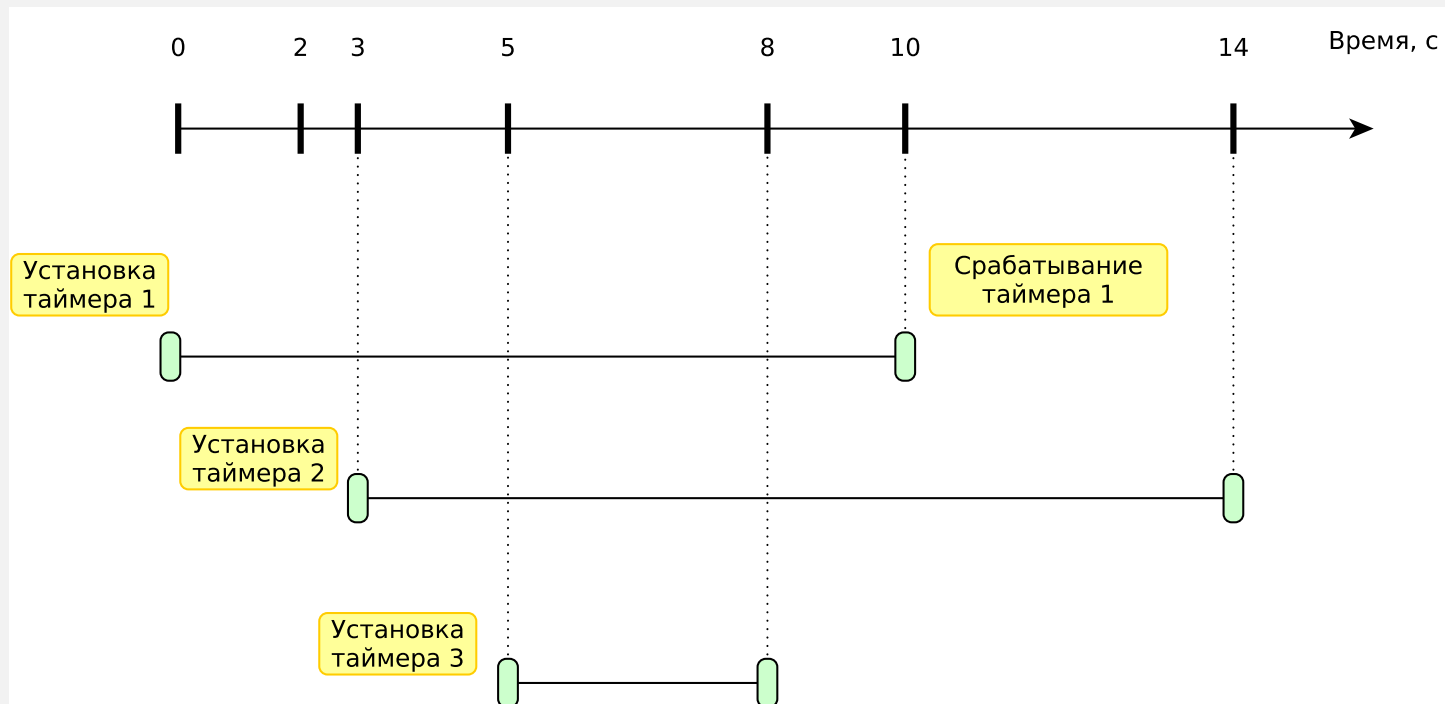 0 2 3 5 8 10 14 Время, с
Установка
таймера 1
Срабатывание
таймера 1
Установка
таймера 2
Установка
таймера 3